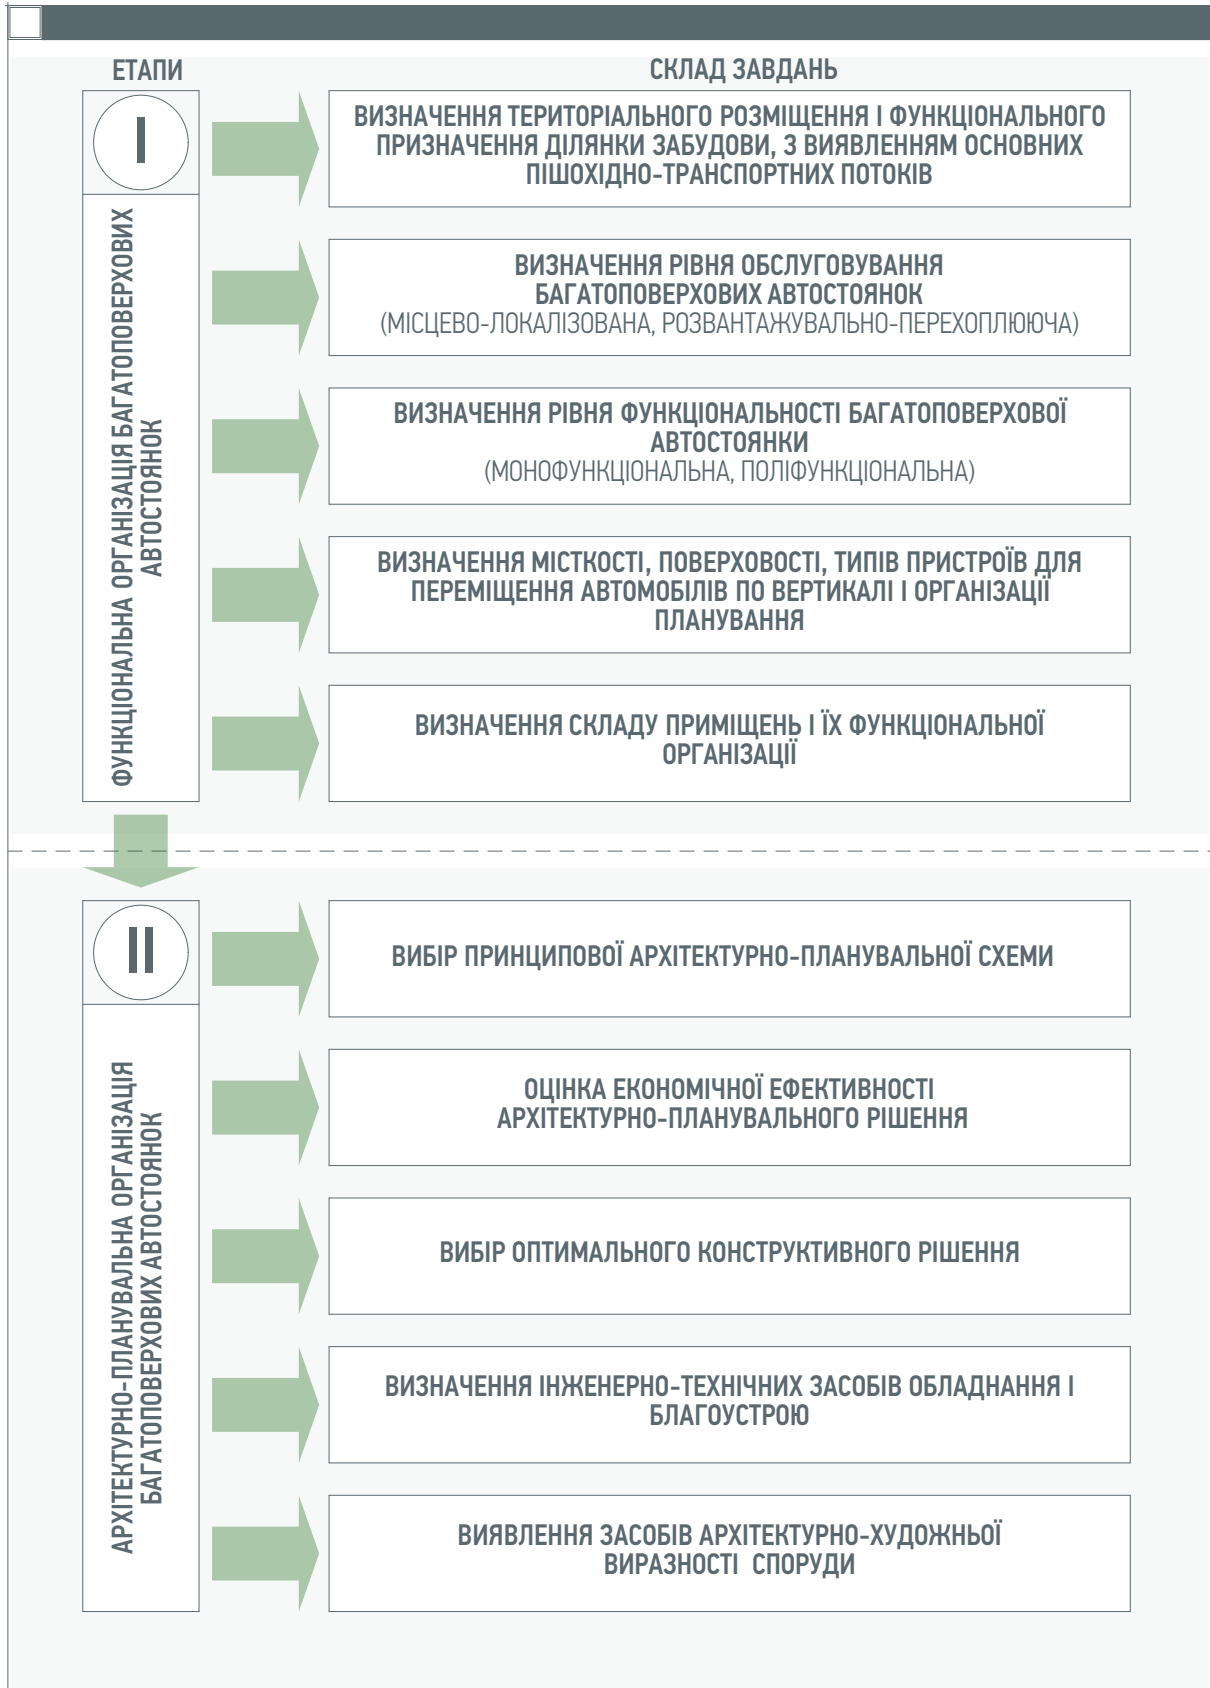 ЕТАПИ
СКЛАД ЗАВДАНЬ
I
ФУНКЦІОНАЛЬНА ОРГАНІЗАЦІЯ БАГАТОПОВЕРХОВИХ
АВТОСТОЯНОК
ВИЗНАЧЕННЯ ТЕРИТОРІАЛЬНОГО РОЗМІЩЕННЯ І ФУНКЦІОНАЛЬНОГО
ПРИЗНАЧЕННЯ ДІЛЯНКИ ЗАБУДОВИ, З ВИЯВЛЕННЯМ ОСНОВНИХ
ПІШОХІДНО-ТРАНСПОРТНИХ ПОТОКІВ
ВИЗНАЧЕННЯ РІВНЯ ОБСЛУГОВУВАННЯ
БАГАТОПОВЕРХОВИХ АВТОСТОЯНОК
(МІСЦЕВО-ЛОКАЛІЗОВАНА, РОЗВАНТАЖУВАЛЬНО-ПЕРЕХОПЛЮЮЧА)
ВИЗНАЧЕННЯ РІВНЯ ФУНКЦІОНАЛЬНОСТІ БАГАТОПОВЕРХОВОЇ
АВТОСТОЯНКИ
(МОНОФУНКЦІОНАЛЬНА, ПОЛІФУНКЦІОНАЛЬНА)
ВИЗНАЧЕННЯ МІСТКОСТІ, ПОВЕРХОВОСТІ, ТИПІВ ПРИСТРОЇВ ДЛЯ
ПЕРЕМІЩЕННЯ АВТОМОБІЛІВ ПО ВЕРТИКАЛІ І ОРГАНІЗАЦІЇ
ПЛАНУВАННЯ
ВИЗНАЧЕННЯ СКЛАДУ ПРИМІЩЕНЬ І ЇХ ФУНКЦІОНАЛЬНОЇ
ОРГАНІЗАЦІЇ
II
АРХІТЕКТУРНО-ПЛАНУВАЛЬНА ОРГАНІЗАЦІЯ
БАГАТОПОВЕРХОВИХ АВТОСТОЯНОК
ВИБІР ПРИНЦИПОВОЇ АРХІТЕКТУРНО-ПЛАНУВАЛЬНОЇ СХЕМИ
ОЦІНКА ЕКОНОМІЧНОЇ ЕФЕКТИВНОСТІ
АРХІТЕКТУРНО-ПЛАНУВАЛЬНОГО РІШЕННЯ
ВИБІР ОПТИМАЛЬНОГО КОНСТРУКТИВНОГО РІШЕННЯ
ВИЗНАЧЕННЯ ІНЖЕНЕРНО-ТЕХНІЧНИХ ЗАСОБІВ ОБЛАДНАННЯ І
БЛАГОУСТРОЮ
ВИЯВЛЕННЯ ЗАСОБІВ АРХІТЕКТУРНО-ХУДОЖНЬОЇ
ВИРАЗНОСТІ СПОРУДИ